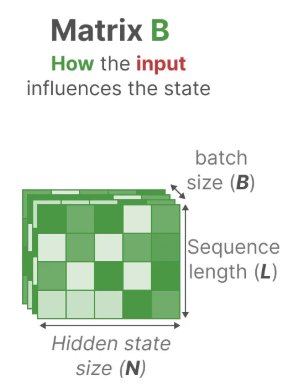 Matrix B
How the input
influences the state
batch
size (B)
Sequence
length (L)
Hidden state
size (N)